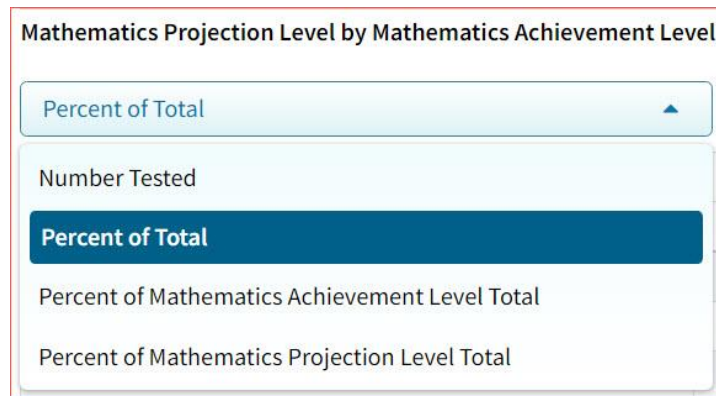 Mathematics Projection Level by Mathematics Achievement Level
Percent of Total
Number Tested
Percent of Total
Percent of Mathematics Achievement Level Total
Percent of Mathematics Projection Level Total